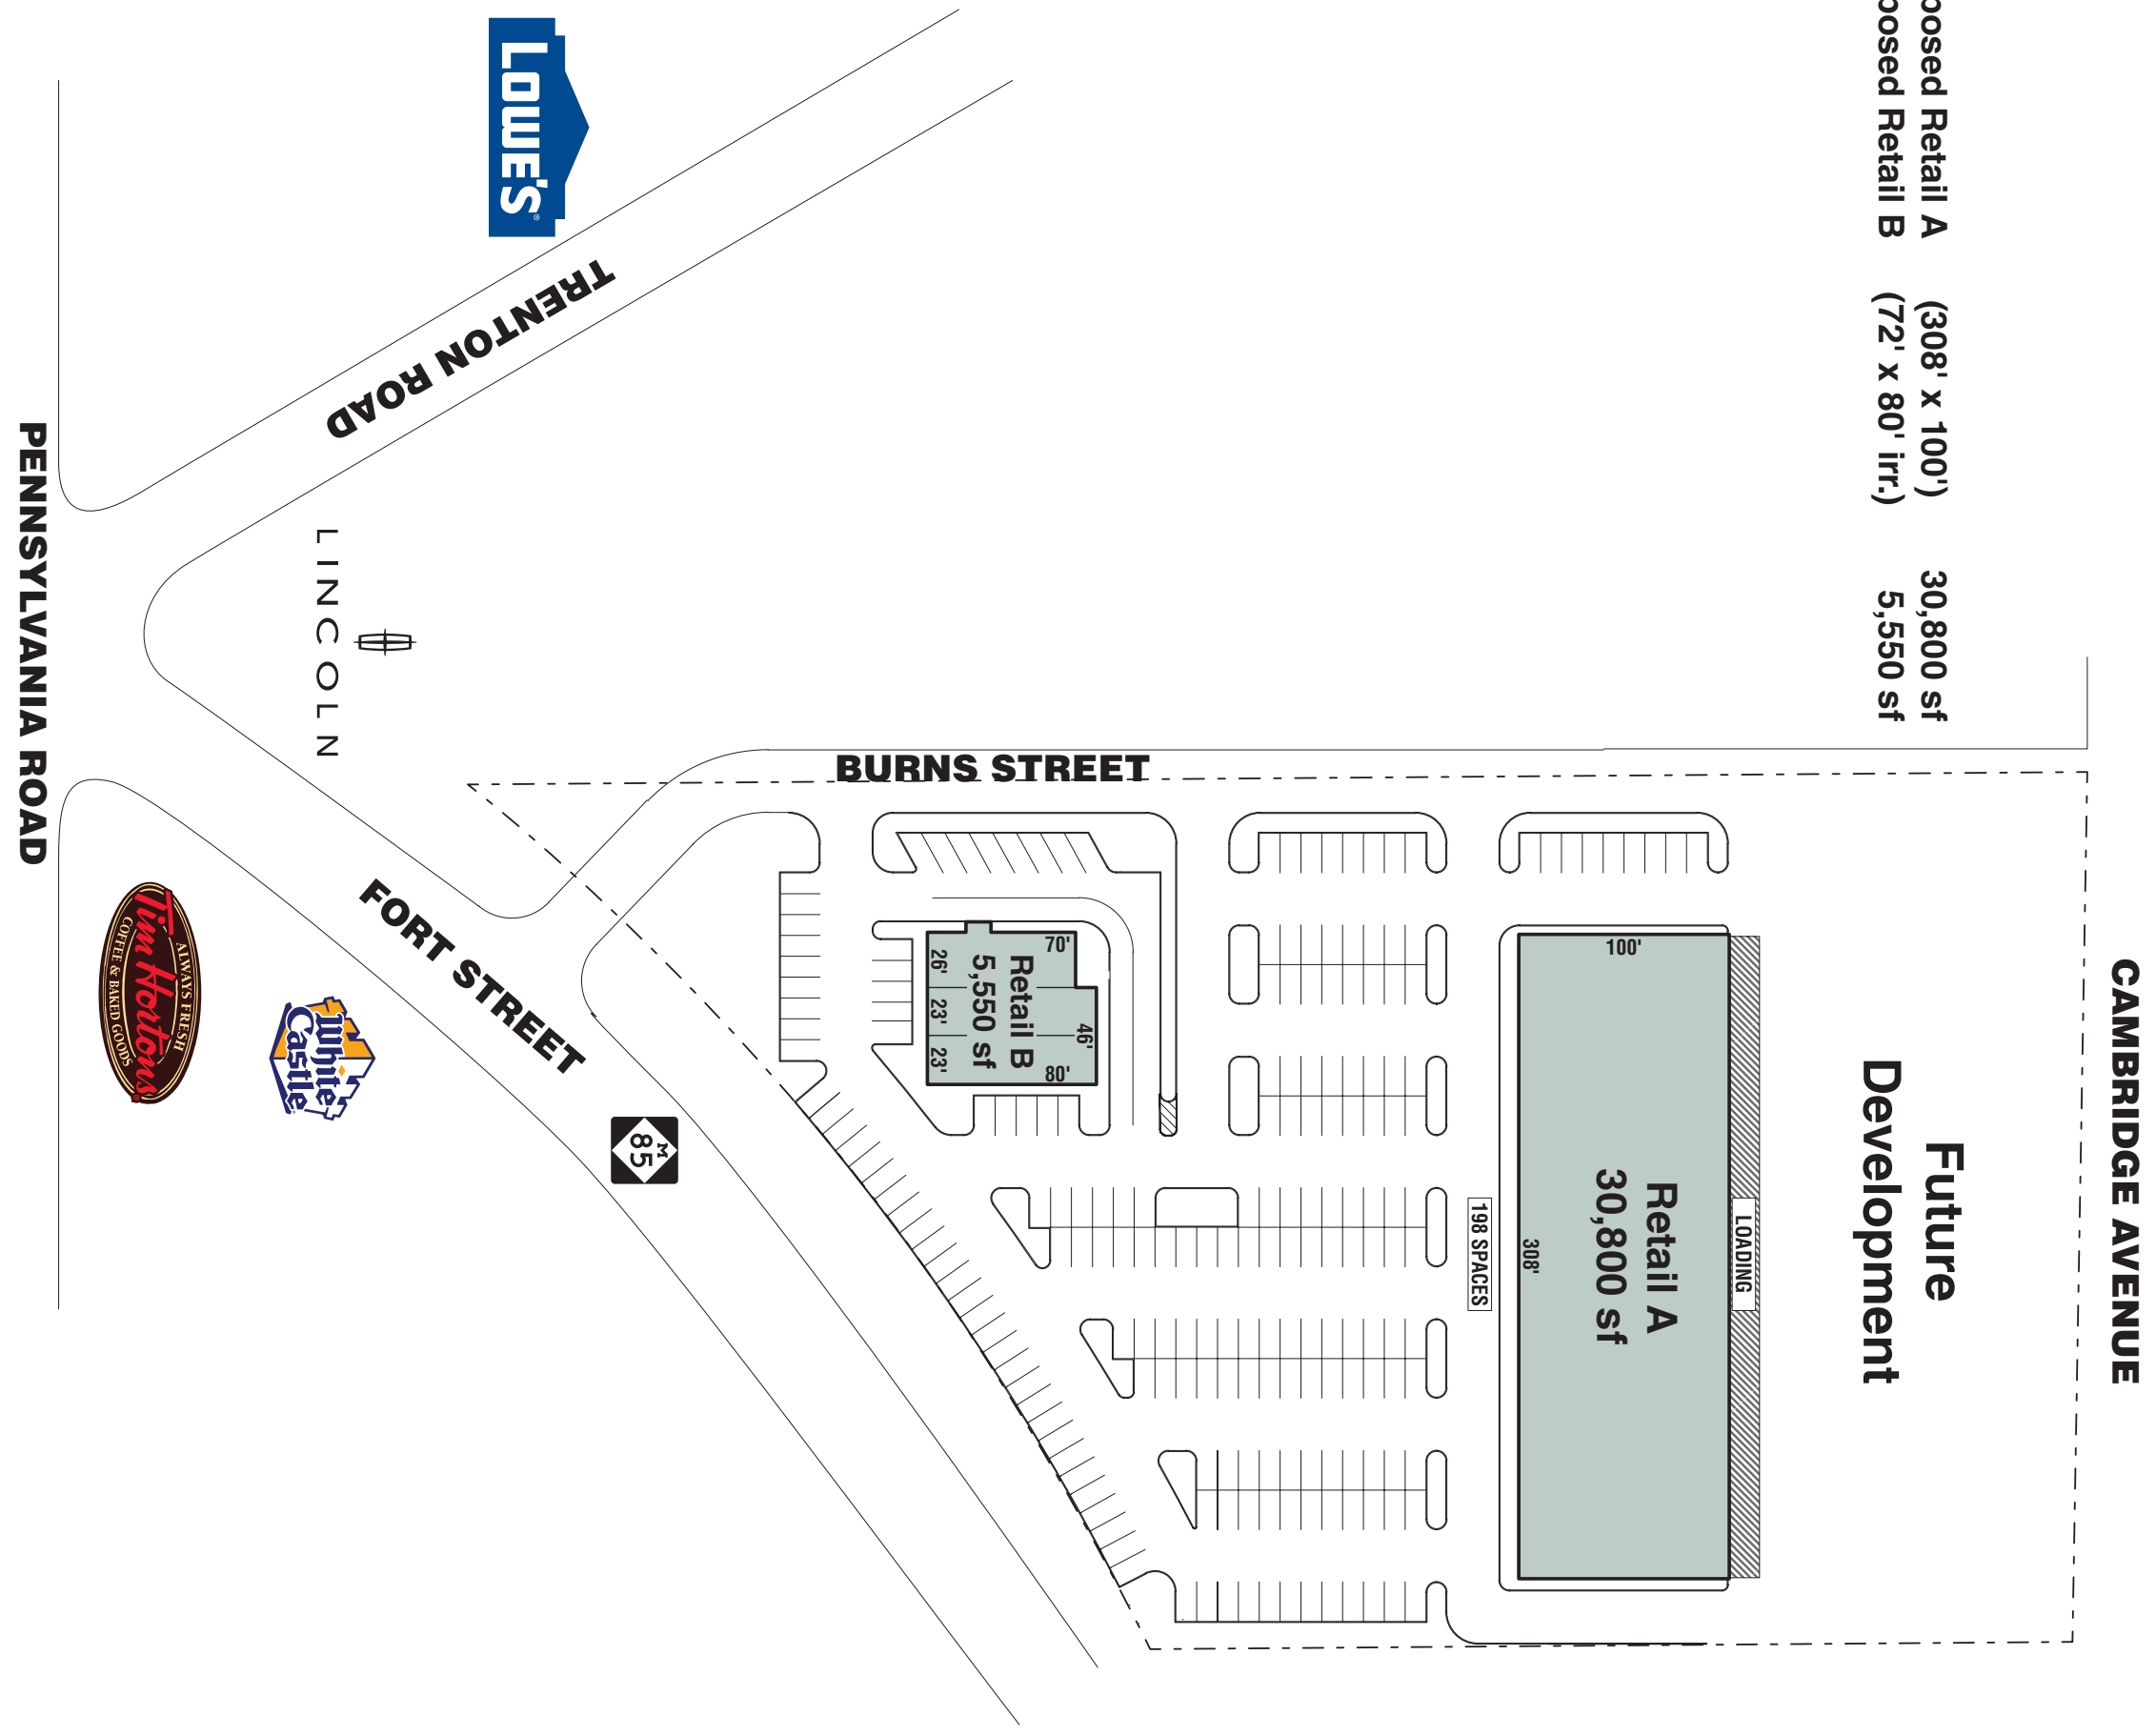 posed Retail A (308' x 100') 30,800 sf
posed Retail B (72' x 80' irr.) 5,550 sf
CAMBRIDGE AVENUE
Future
Development
LOADING
100'
Retail A
30,800 sf
308'
198 SPACES
BURNS STREET
70'
46'
80'
Retail B
5,550 sf
26'
23'
23'
M
85
LOWE'S
TRENTON ROAD
LINCOLN
FORT STREET
White
Castle
ALWAYS FRESH
Tim Hortons
COFFEE & BAKED GOODS
PENNSYLVANIA ROAD